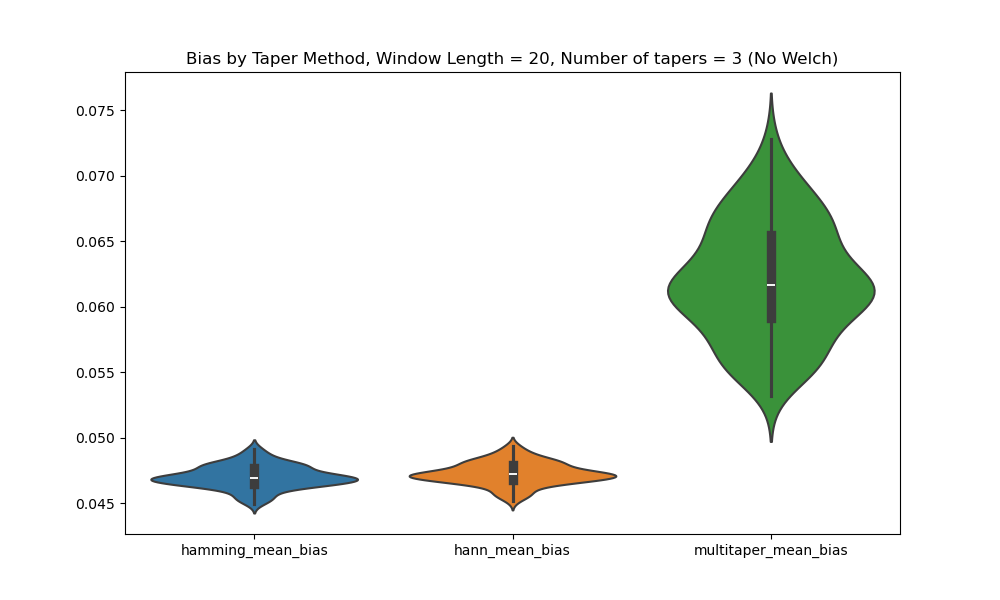 Bias by Taper Method, Window Length = 20, Number of tapers = 3 (No Welch)
0.075
0.070
0.065
0.060
0.055
0.050
0.045
hamming_mean_bias
hann_mean_bias
multitaper_mean_bias